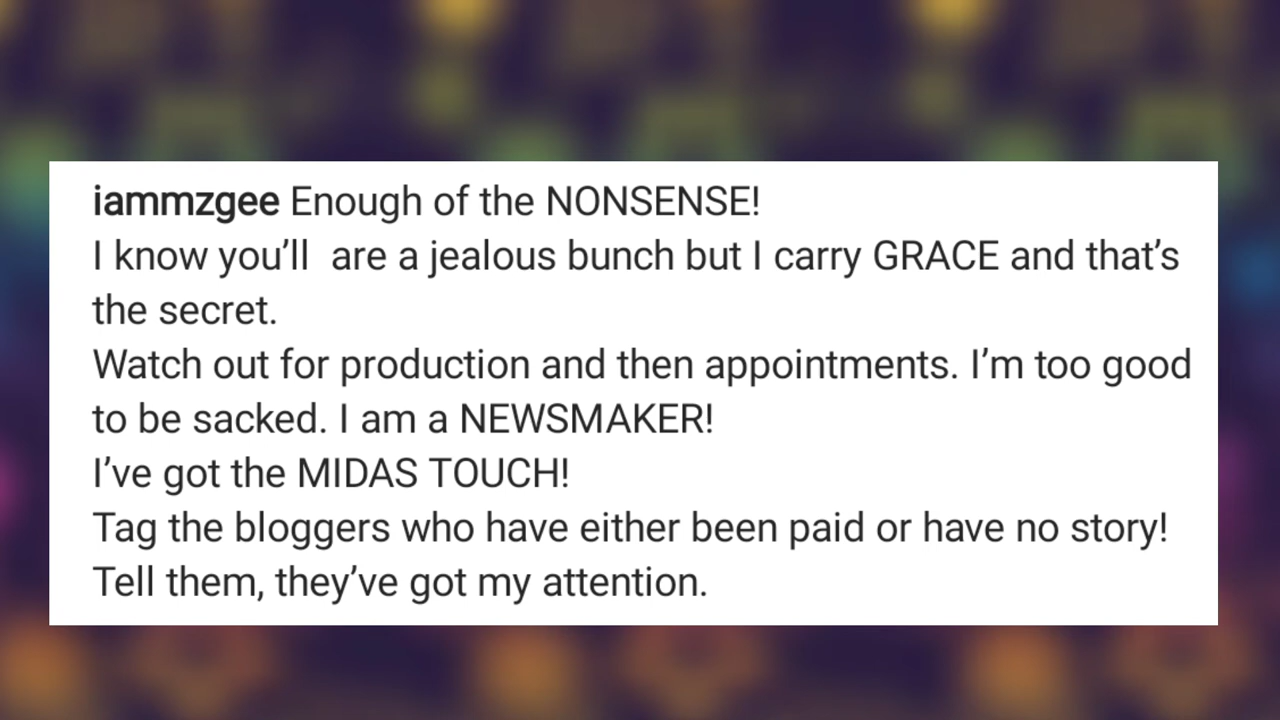 iammzgee Enough of the NONSENSE!
I know you’ll  are a jealous bunch but I carry GRACE and that’s
the secret.
Watch out for production and then appointments. I’m too good
to be sacked. I am a NEWSMAKER!
I’ve got the MIDAS TOUCH!
Tag the bloggers who have either been paid or have no story!
Tell them, they’ve got my attention.